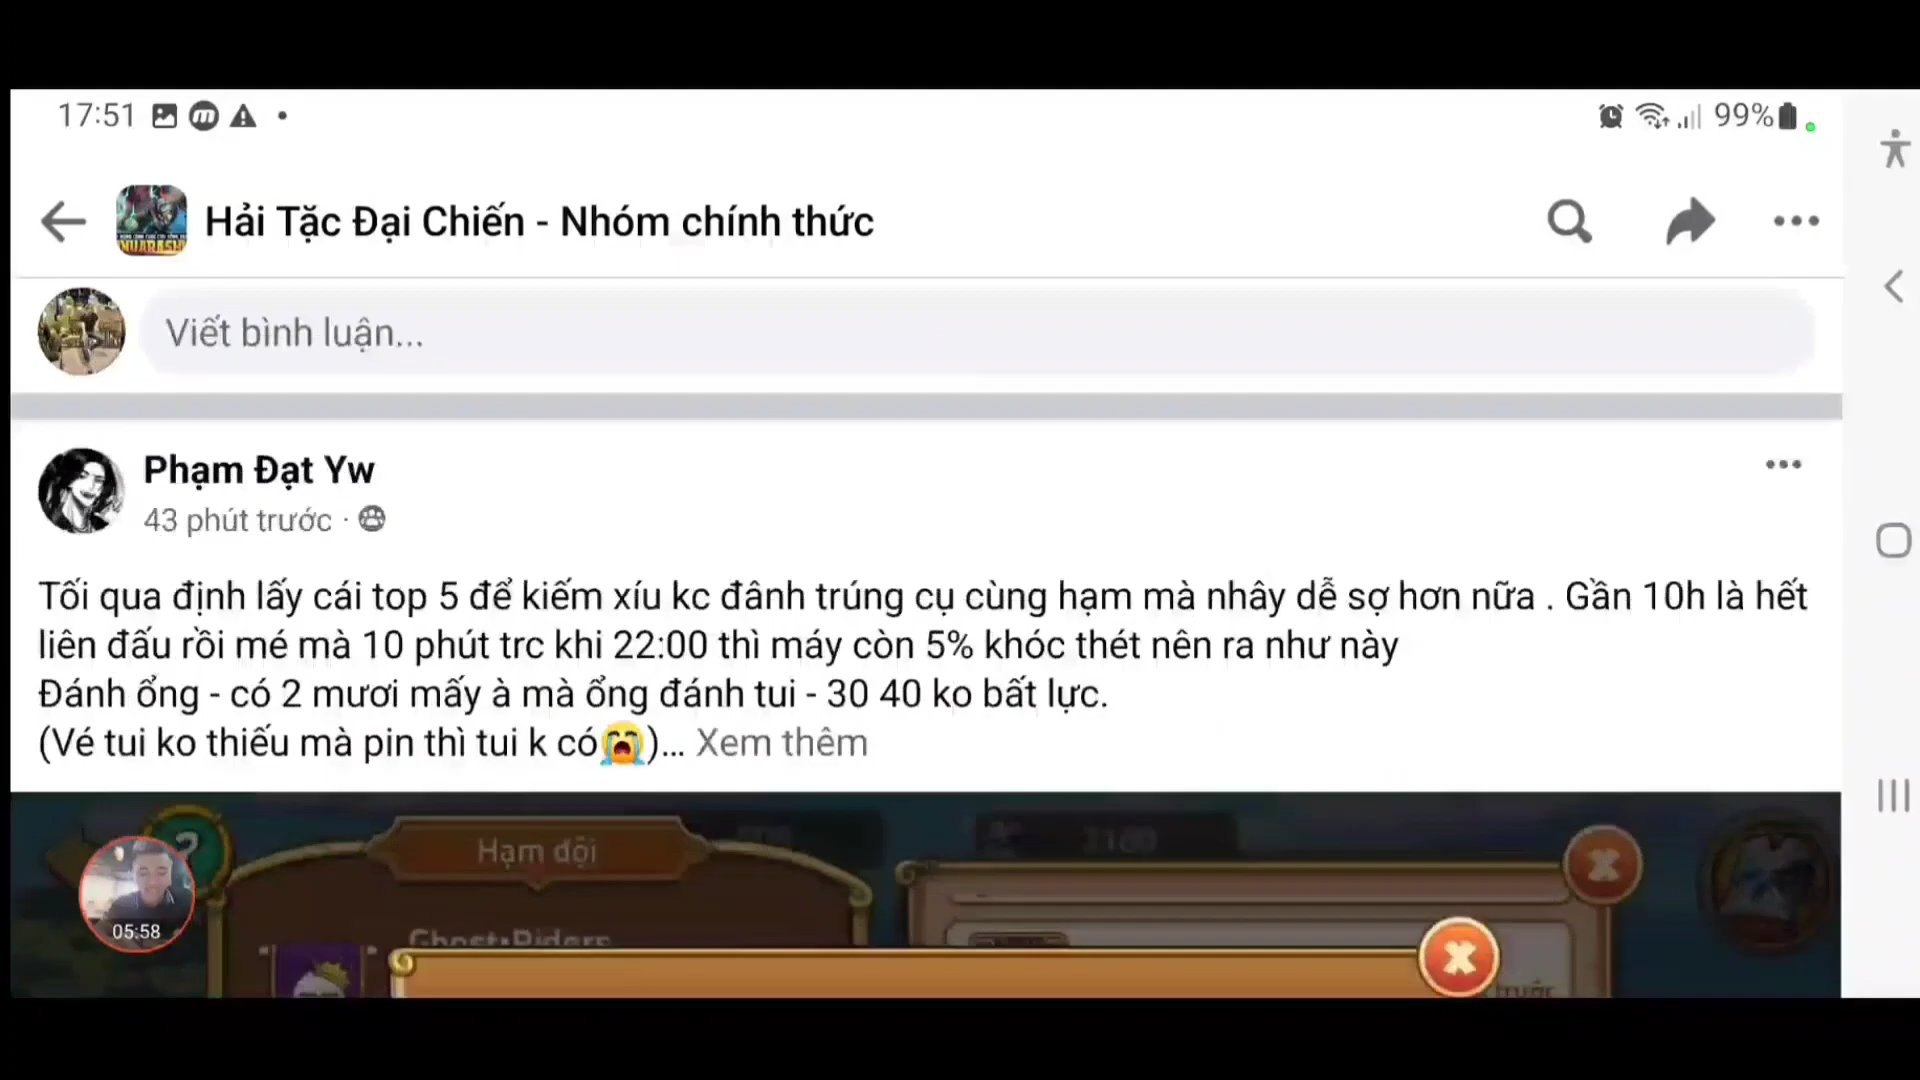 17:51
99%
Hải Tặc Đại Chiến - Nhóm chính thức
Viết bình luận...
Phạm Đạt Yw
43 phút trước ·
Tối qua định lấy cái top 5 để kiếm xíu kc đânh trúng cụ cùng hạm mà nhây dễ sợ hơn nữa . Gần 10h là hết
liên đấu rồi mé mà 10 phút trc khi 22:00 thì máy còn 5% khóc thét nên ra như này
Đánh ổng - có 2 mươi mấy à mà ổng đánh tui - 30 40 ko bất lực.
(Vé tui ko thiếu mà pin thì tui k có😭)... Xem thêm
2
Hạm đội
2160
Ghost•Riders
05:58